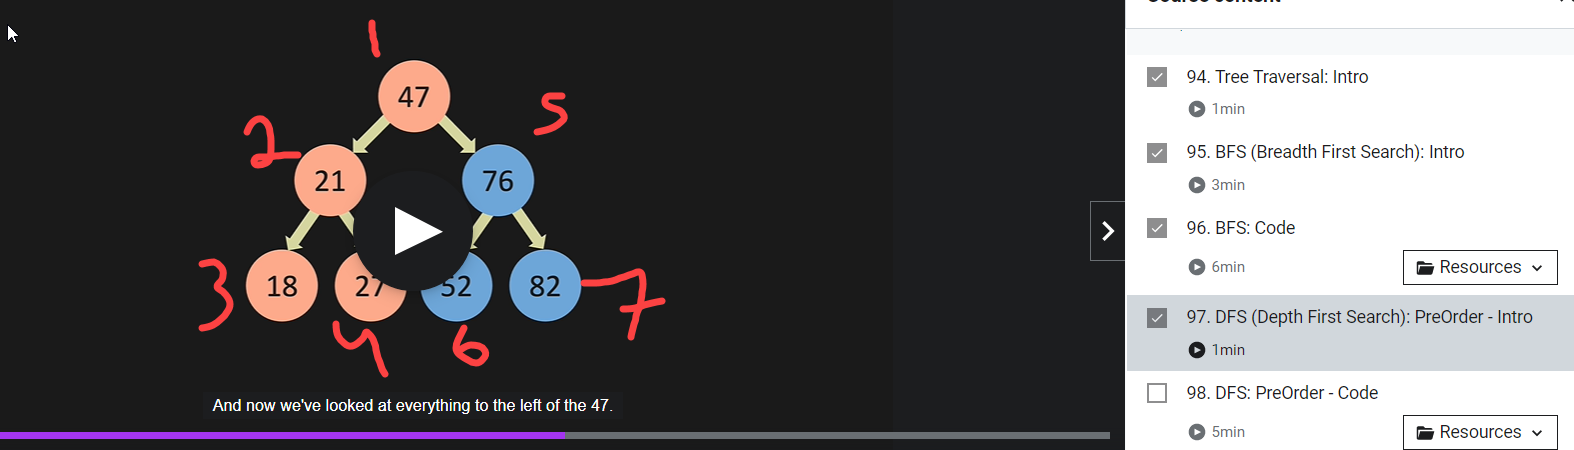 1
47
5
2
21
76
3
18
27
52
82
7
4
6
And now we've looked at everything to the left of the 47.
94. Tree Traversal: Intro
1min
95. BFS (Breadth First Search): Intro
3min
96. BFS: Code
6min
Resources
97. DFS (Depth First Search): PreOrder - Intro
1min
98. DFS: PreOrder - Code
5min
Resources